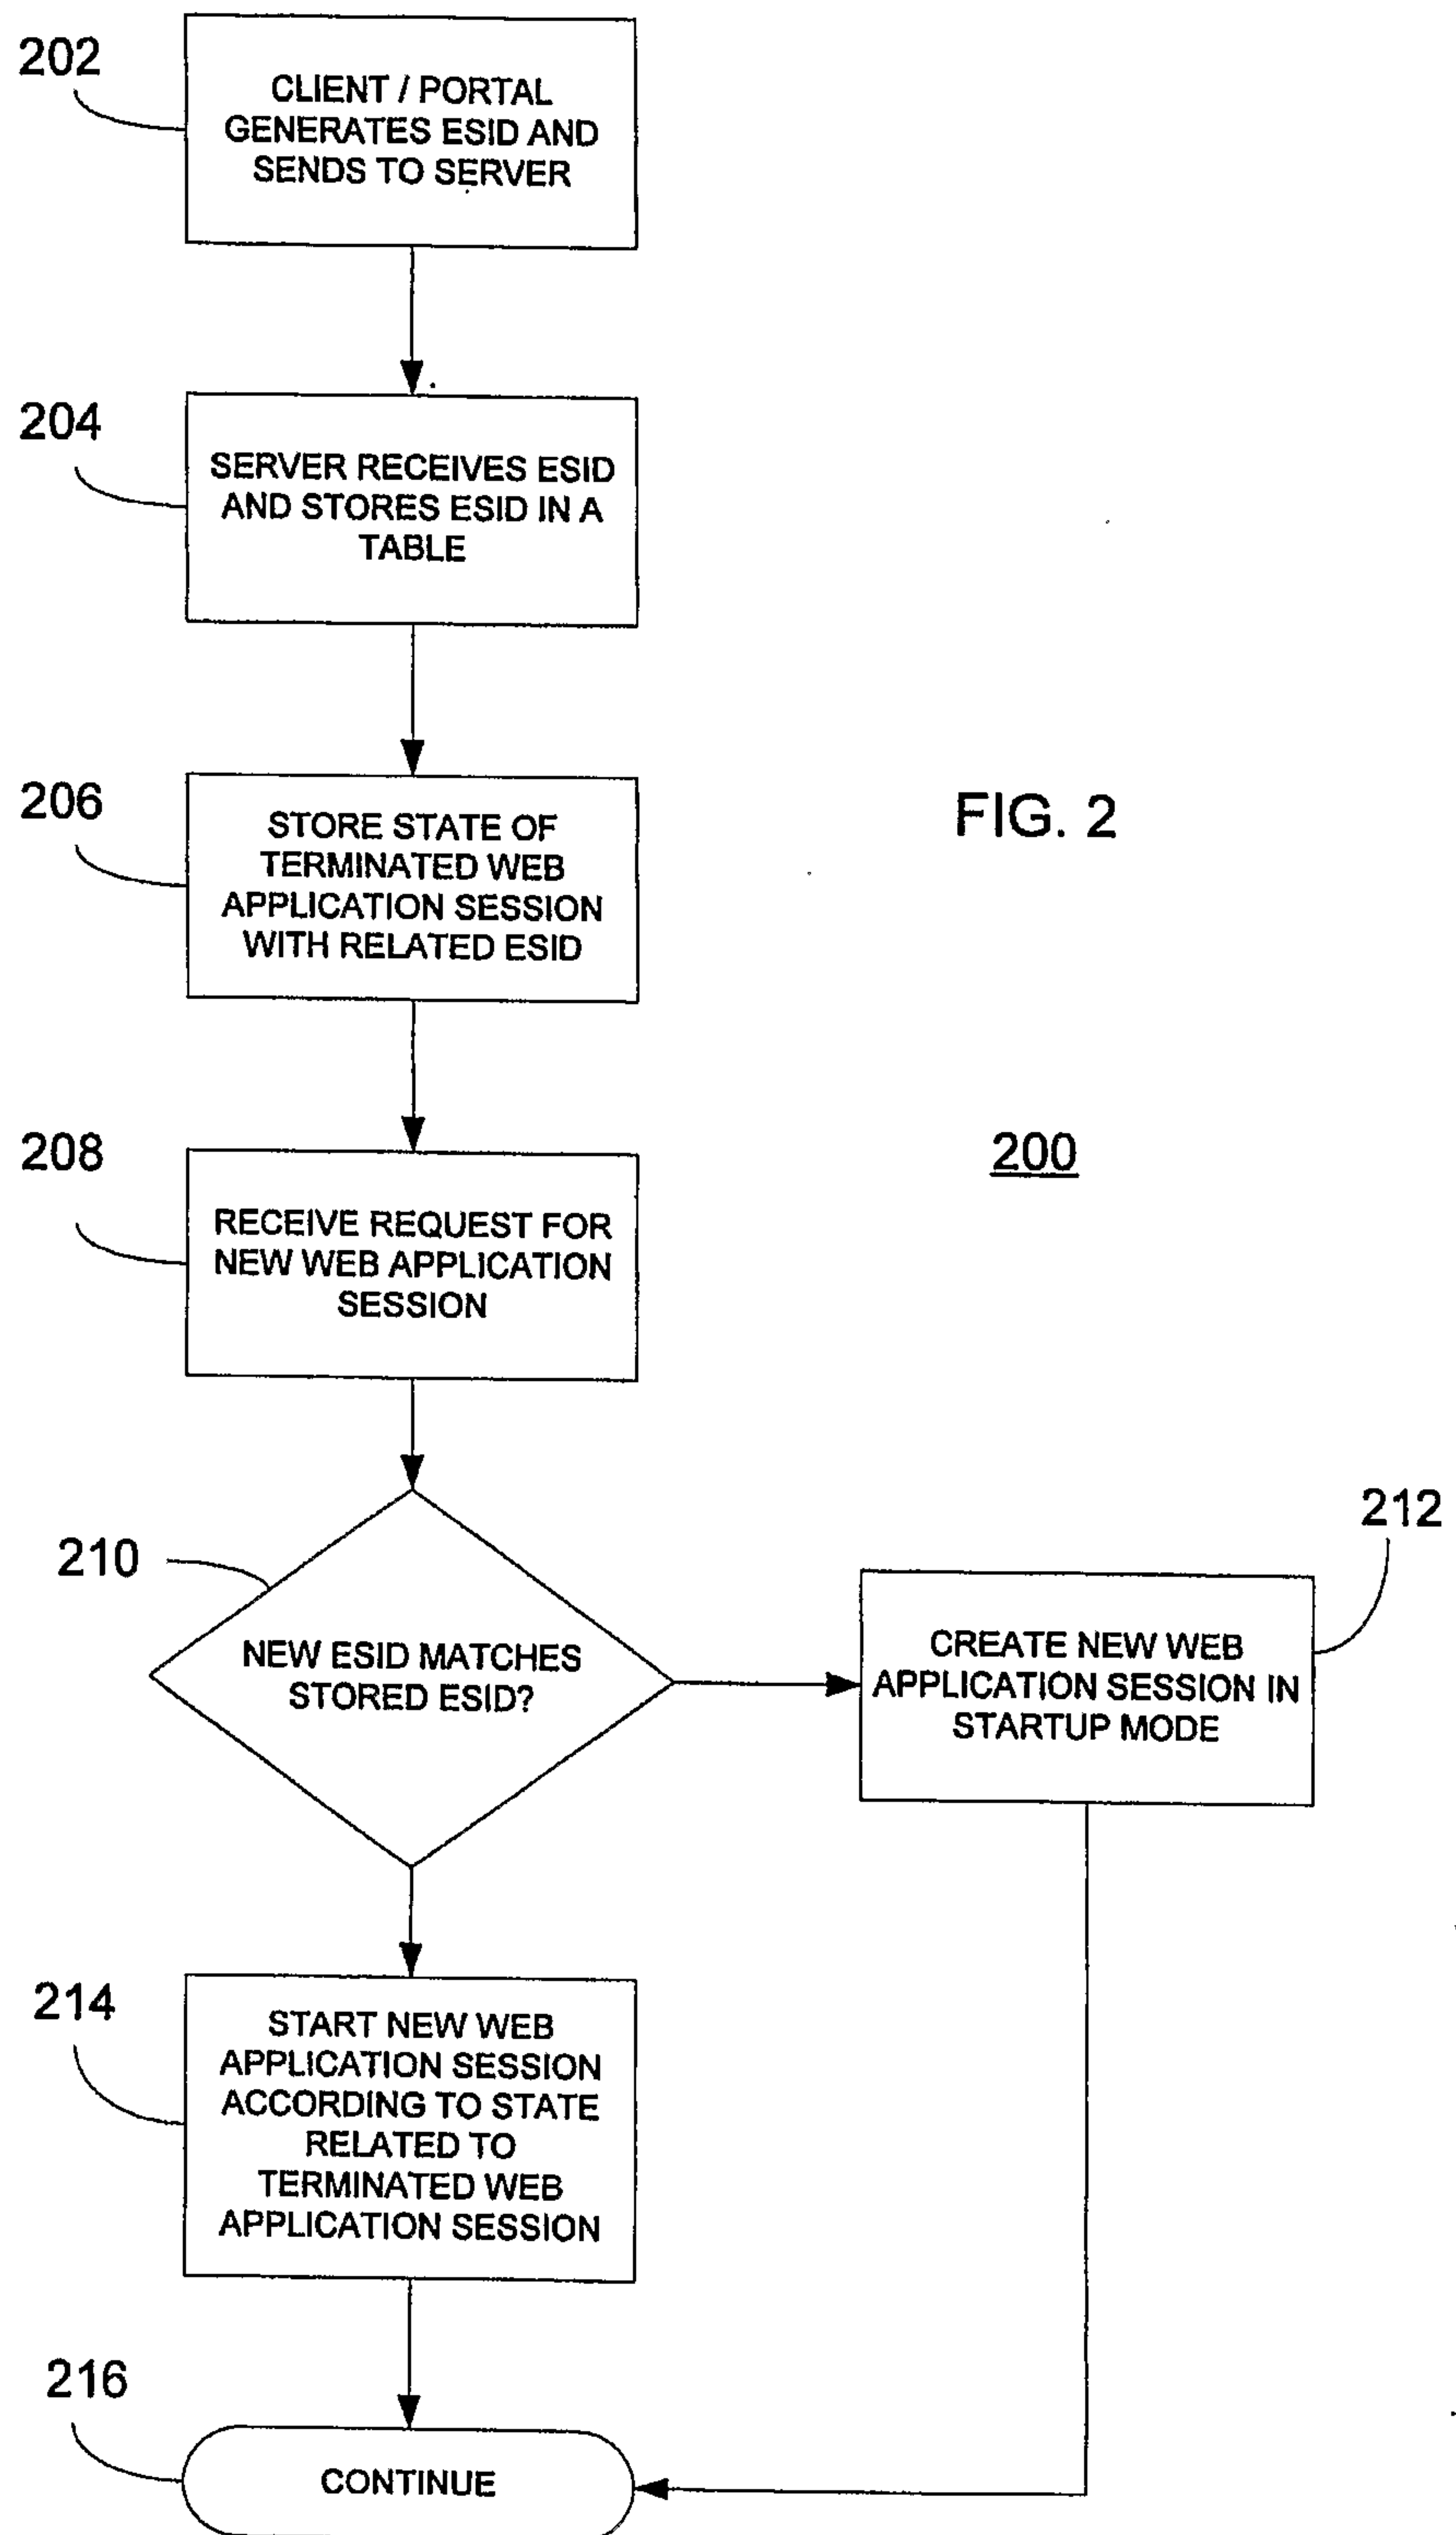 202
CLIENT / PORTAL
GENERATES ESID AND
SENDS TO SERVER
204
SERVER RECEIVES ESID
AND STORES ESID IN A
TABLE
206
STORE STATE OF
TERMINATED WEB
APPLICATION SESSION
WITH RELATED ESID
FIG. 2
208
RECEIVE REQUEST FOR
NEW WEB APPLICATION
SESSION
200
210
NEW ESID MATCHES
STORED ESID?
212
CREATE NEW WEB
APPLICATION SESSION IN
STARTUP MODE
214
START NEW WEB
APPLICATION SESSION
ACCORDING TO STATE
RELATED TO
TERMINATED WEB
APPLICATION SESSION
216
CONTINUE